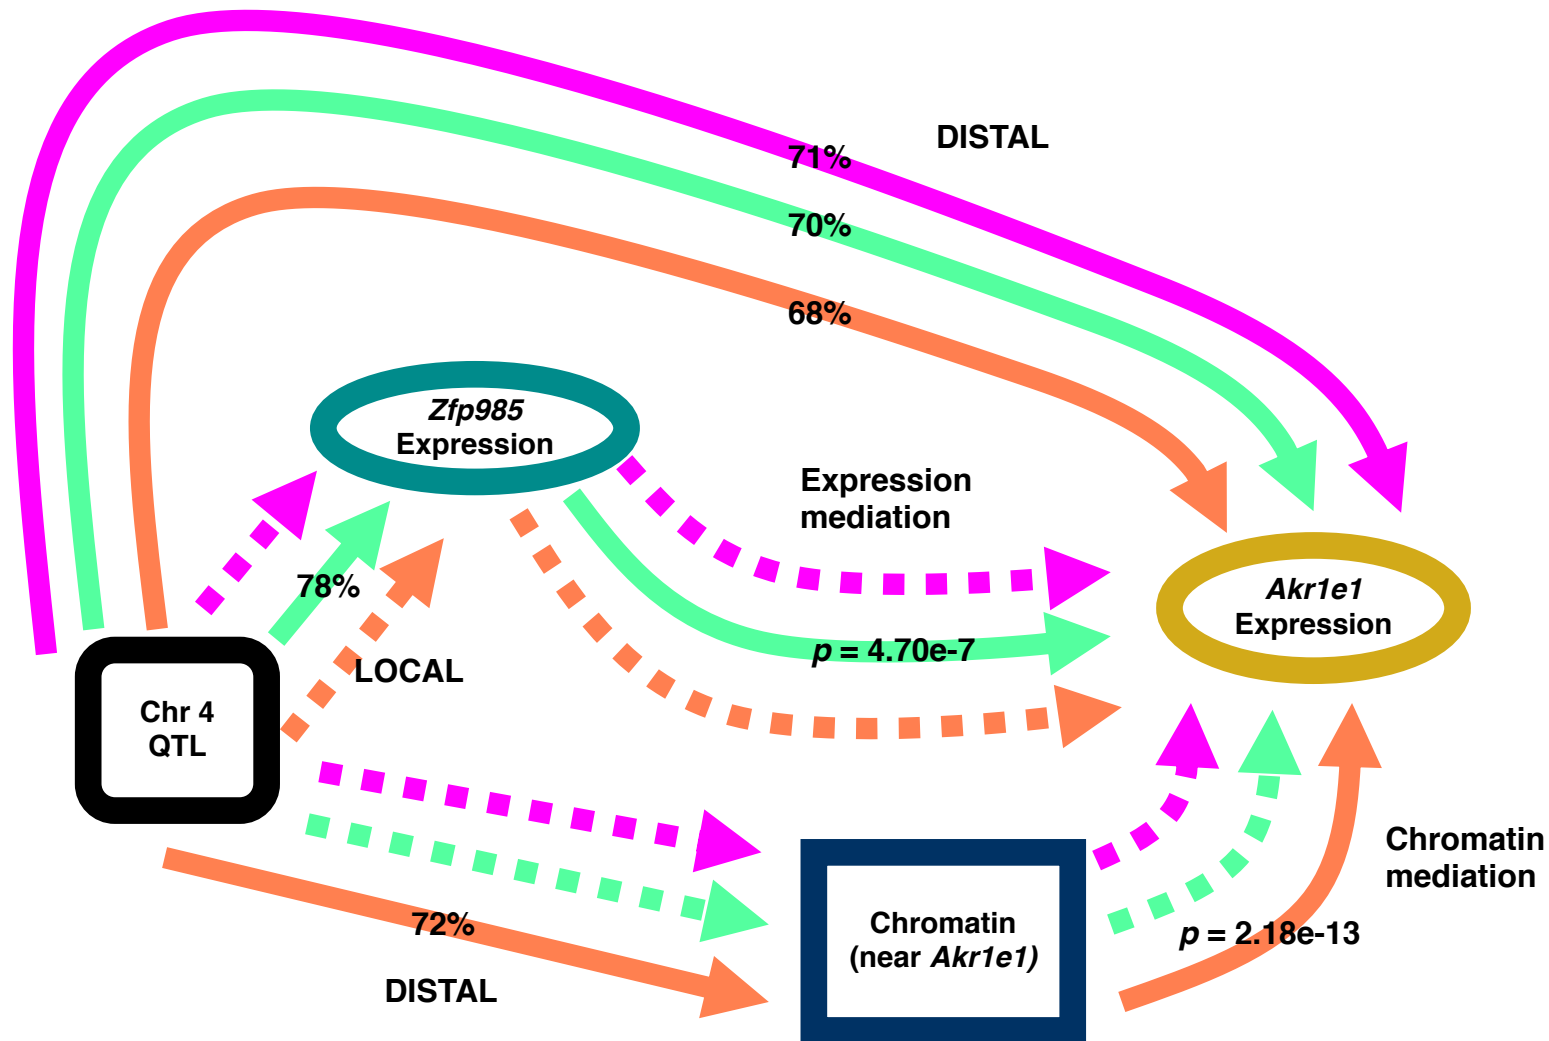 DISTAL
71%
70%
68%
Zfp985
Expression
Expression
mediation
78%
Akr1e1
Expression
p = 4.70e-7
LOCAL
Chr 4
QTL
Chromatin
mediation
72%
Chromatin
(near Akr1e1)
p = 2.18e-13
DISTAL